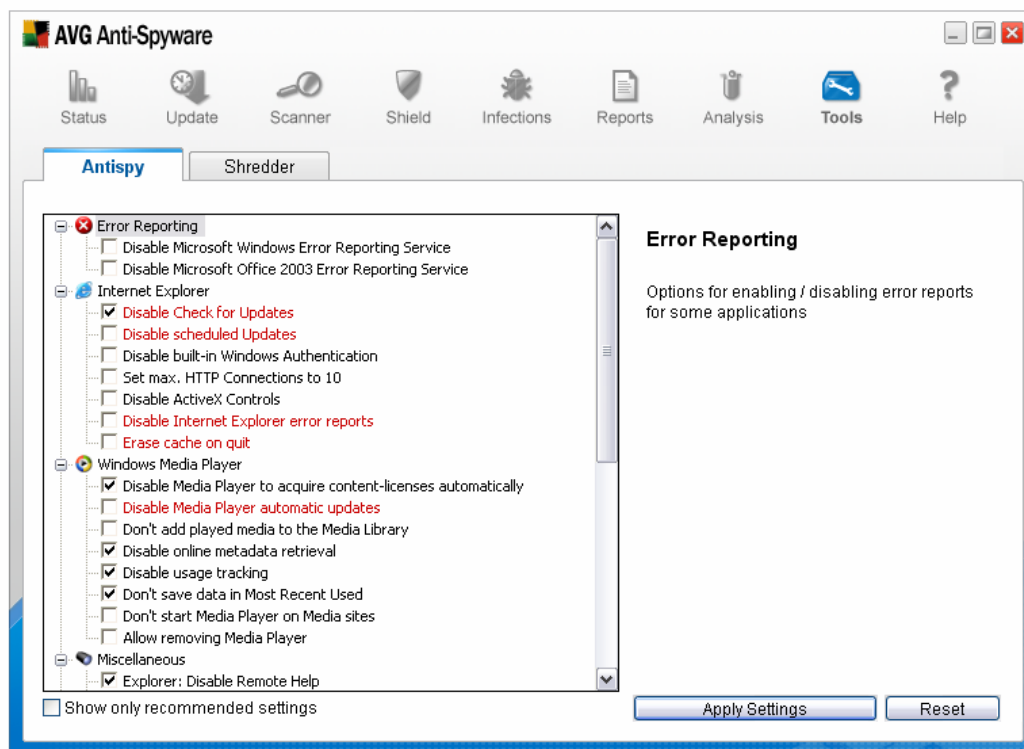 AVG Anti-Spyware
Status Update Scanner Shield Infections Reports Analysis Tools Help
Antispy Shredder
Error Reporting
Disable Microsoft Windows Error Reporting Service
Disable Microsoft Office 2003 Error Reporting Service
Internet Explorer
Disable Check for Updates
Disable scheduled Updates
Disable built-in Windows Authentication
Set max. HTTP Connections to 10
Disable ActiveX Controls
Disable Internet Explorer error reports
Erase cache on quit
Windows Media Player
Disable Media Player to acquire content-licenses automatically
Disable Media Player automatic updates
Don't add played media to the Media Library
Disable online metadata retrieval
Disable usage tracking
Don't save data in Most Recent Used
Don't start Media Player on Media sites
Allow removing Media Player
Miscellaneous
Explorer: Disable Remote Help
Show only recommended settings
Error Reporting
Options for enabling / disabling error reports
for some applications
Apply Settings Reset